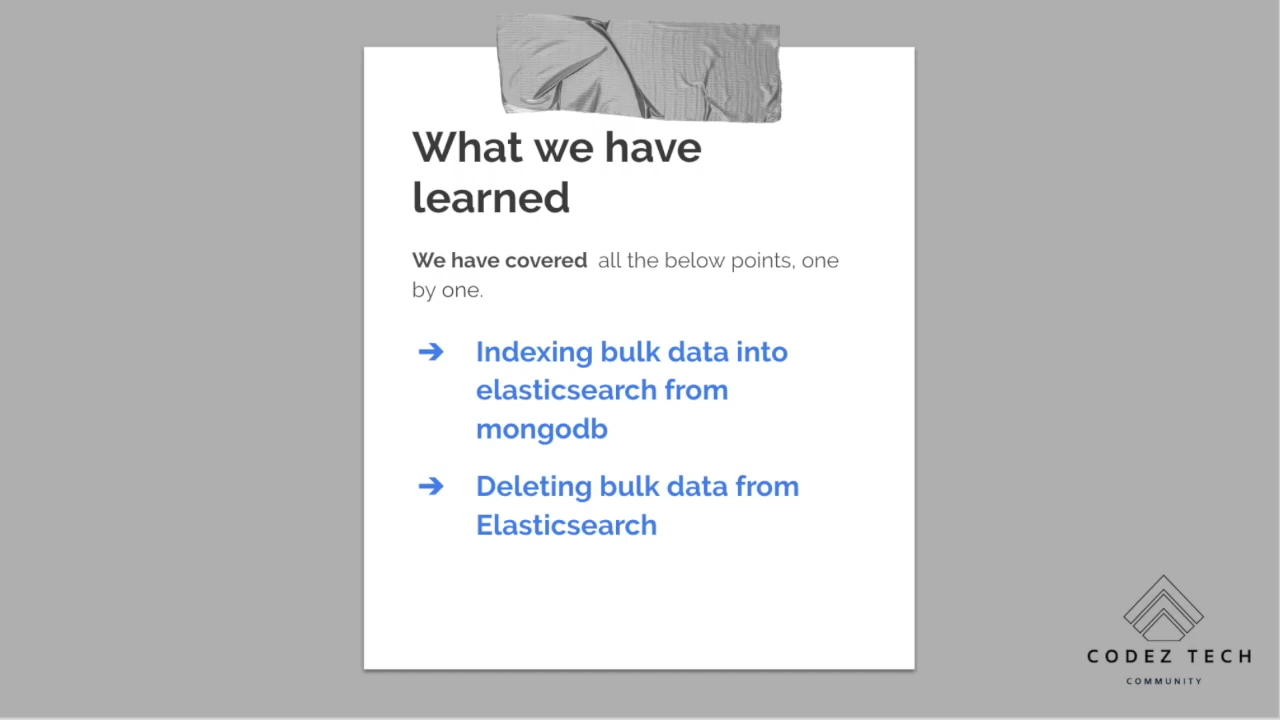 What we have
learned
We have covered all the below points, one
by one.
➔ Indexing bulk data into
elasticsearch from
mongodb
➔ Deleting bulk data from
Elasticsearch
CODEZ TECH
COMMUNITY